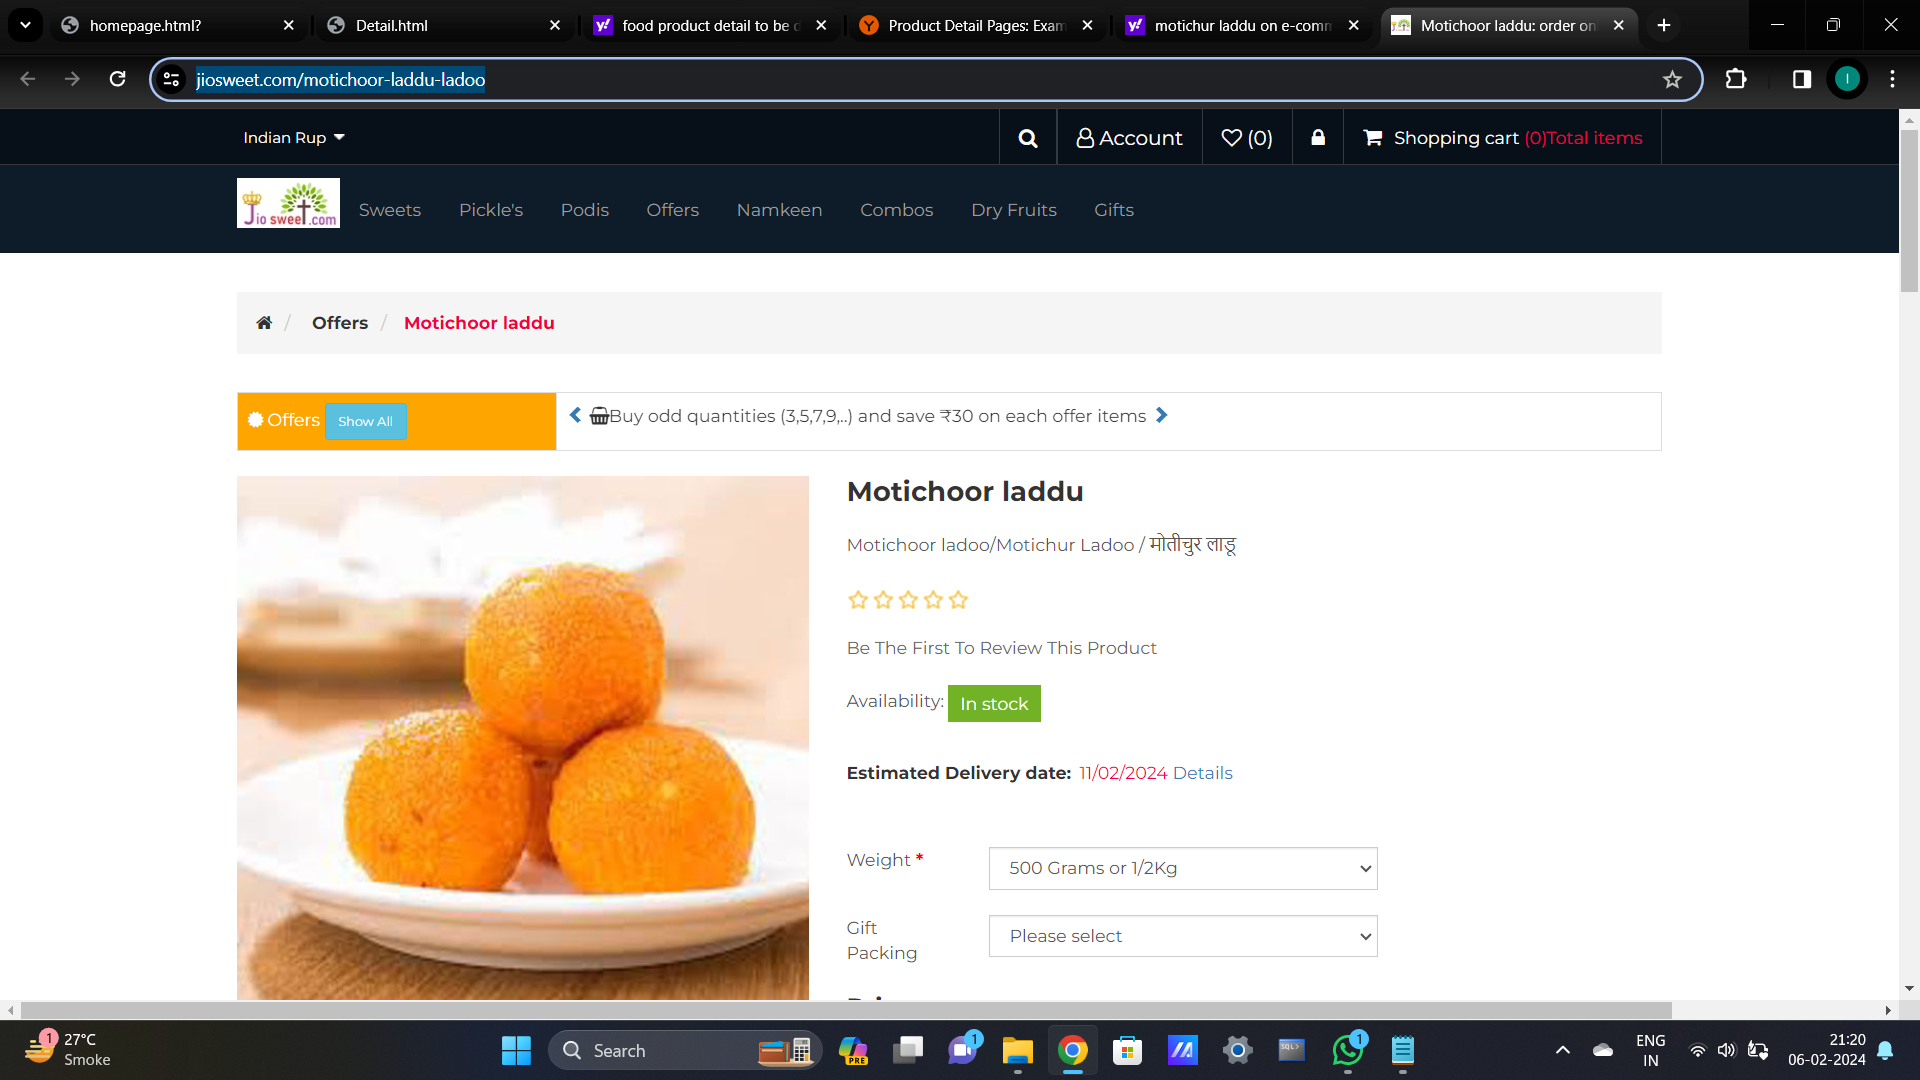 homepage.html?
Detail.html
food product detail to be
Product Detail Pages: Exam
motichur laddu on e-comm
Motichoor laddu: order on
jiosweet.com/motichoor-laddu-ladoo
I
Indian Rup
Account
(0)
Shopping cart (0)Total items
Jio sweet.com
Sweets
Pickle's
Podis
Offers
Namkeen
Combos
Dry Fruits
Gifts
/ Offers / Motichoor laddu
Offers Show All
Buy odd quantities (3,5,7,9,..) and save ₹30 on each offer items
Motichoor laddu
Motichoor ladoo/Motichur Ladoo / मोतीचुर लाडू
Be The First To Review This Product
Availability: In stock
Estimated Delivery date: 11/02/2024 Details
Weight *
500 Grams or 1/2Kg
Gift
Packing
Please select
1
27°C
Smoke
Search
PRE
1
SQL>
1
ENG
IN
21:20
06-02-2024